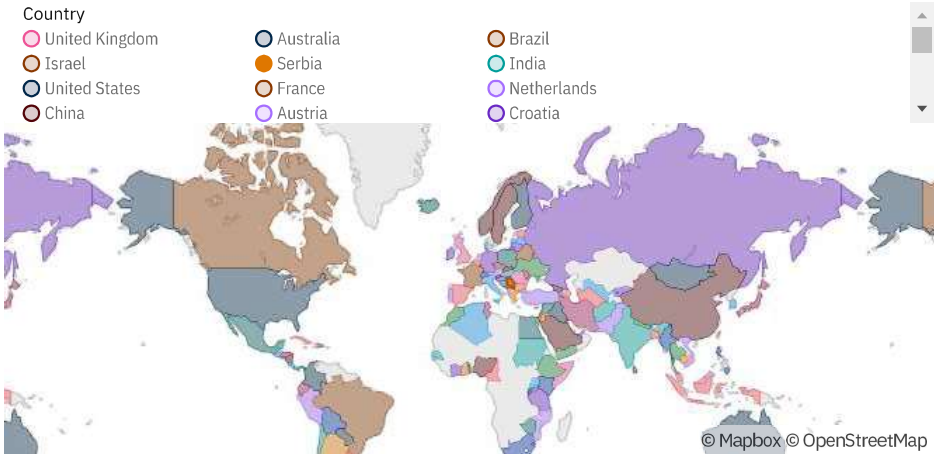 Country
United Kingdom
Australia
Brazil
Israel
Serbia
India
United States
France
Netherlands
China
Austria
Croatia
© Mapbox © OpenStreetMap